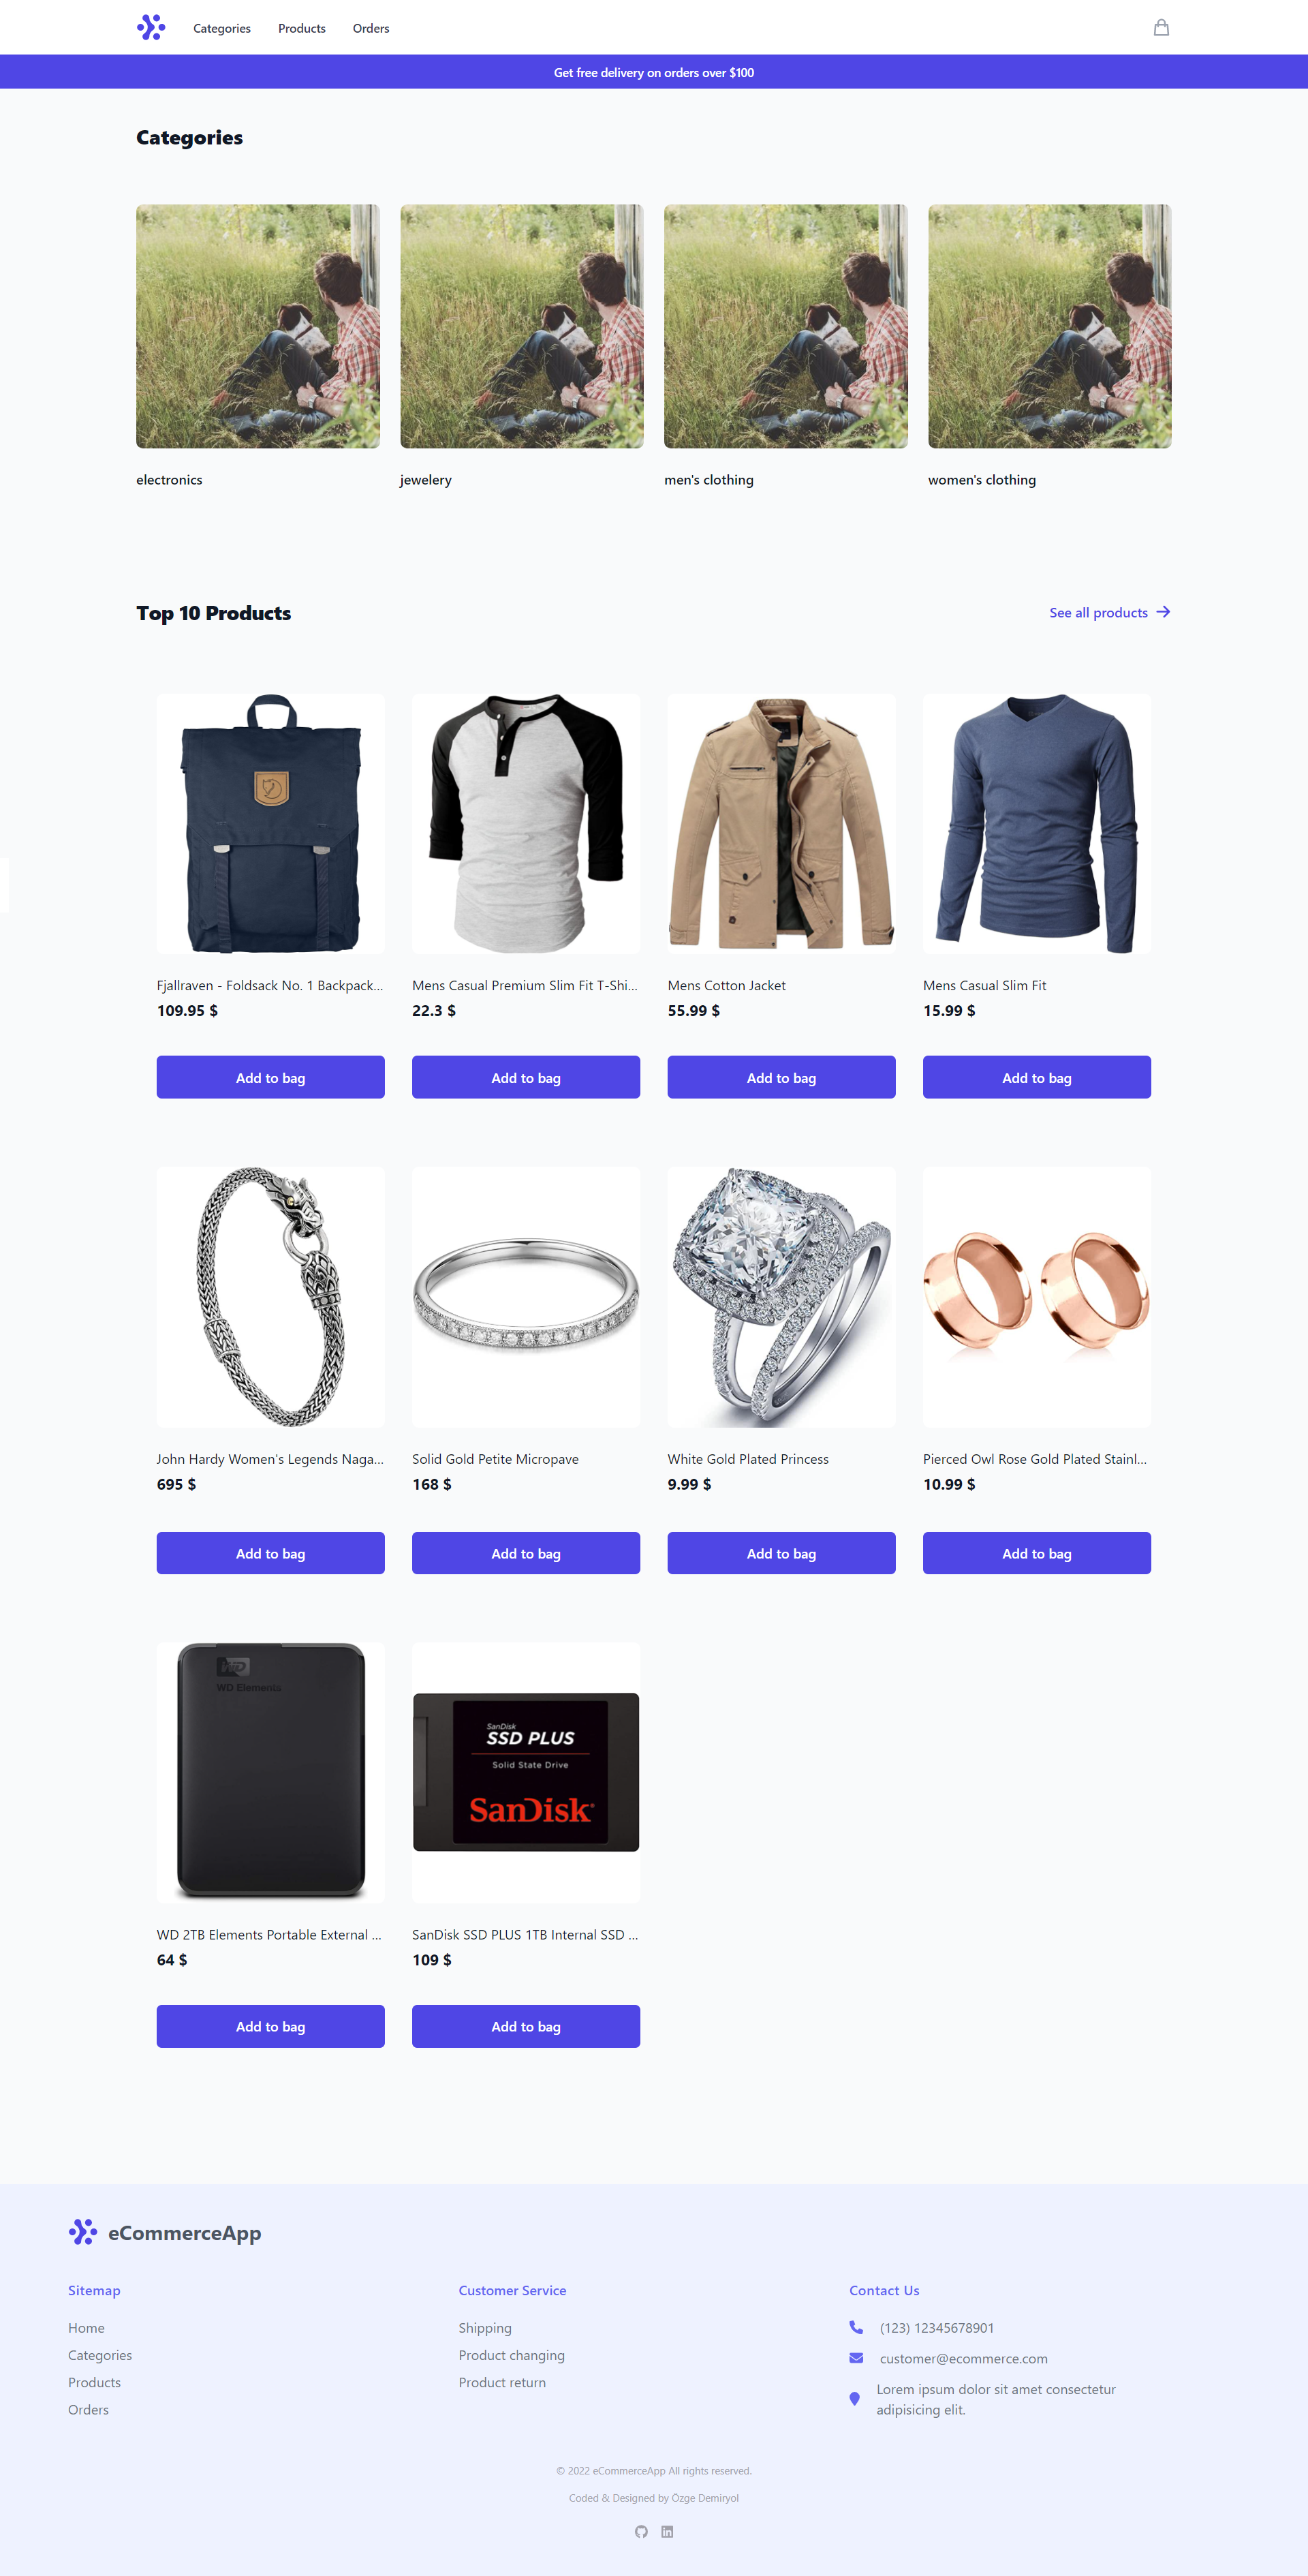 Categories Products Orders
Get free delivery on orders over $100
Categories
electronics
jewelery
men's clothing
women's clothing
Top 10 Products
See all products
Fjallraven - Foldsack No. 1 Backpack...
109.95 $
Add to bag
Mens Casual Premium Slim Fit T-Shi...
22.3 $
Add to bag
Mens Cotton Jacket
55.99 $
Add to bag
Mens Casual Slim Fit
15.99 $
Add to bag
John Hardy Women's Legends Naga...
695 $
Add to bag
Solid Gold Petite Micropave
168 $
Add to bag
White Gold Plated Princess
9.99 $
Add to bag
Pierced Owl Rose Gold Plated Stainl...
10.99 $
Add to bag
WD
WD Elements
WD 2TB Elements Portable External ...
64 $
Add to bag
SanDisk
SSD PLUS
Solid State Drive
SanDisk®
SanDisk SSD PLUS 1TB Internal SSD ...
109 $
Add to bag
eCommerceApp
Sitemap
Home
Categories
Products
Orders
Customer Service
Shipping
Product changing
Product return
Contact Us
(123) 12345678901
customer@ecommerce.com
Lorem ipsum dolor sit amet consectetur
adipisicing elit.
© 2022 eCommerceApp All rights reserved.
Coded & Designed by Özge Demiryol